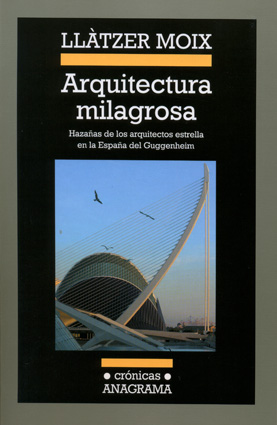 LLÀTZER MOIX
Arquitectura
milagrosa
Hazañas de los arquitectos estrella
en la España del Guggenheim
crónicas
ANAGRAMA